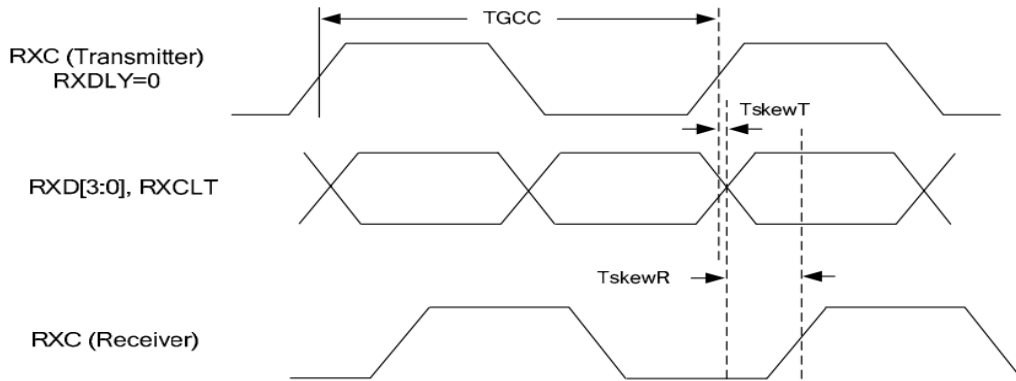 TGCC
RXC (Transmitter)
RXDLY=0
TskewT
RXD[3:0], RXCLT
TskewR
RXC (Receiver)